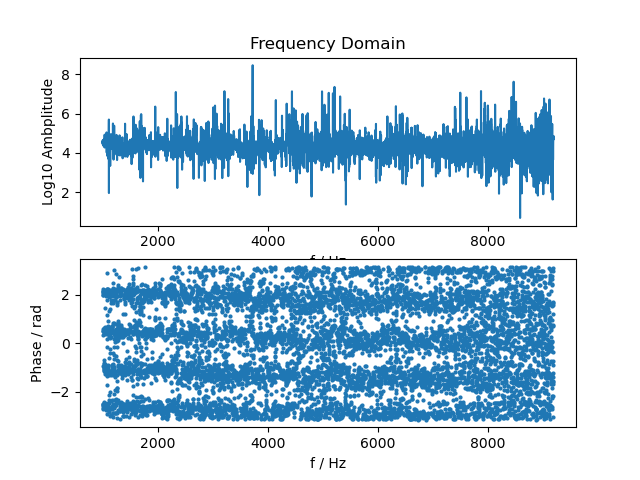 Frequency Domain
Log10 Ambplitude
8
6
4
2
2000 4000 6000 8000
f / Hz
Phase / rad
2
0
−2
2000 4000 6000 8000
f / Hz